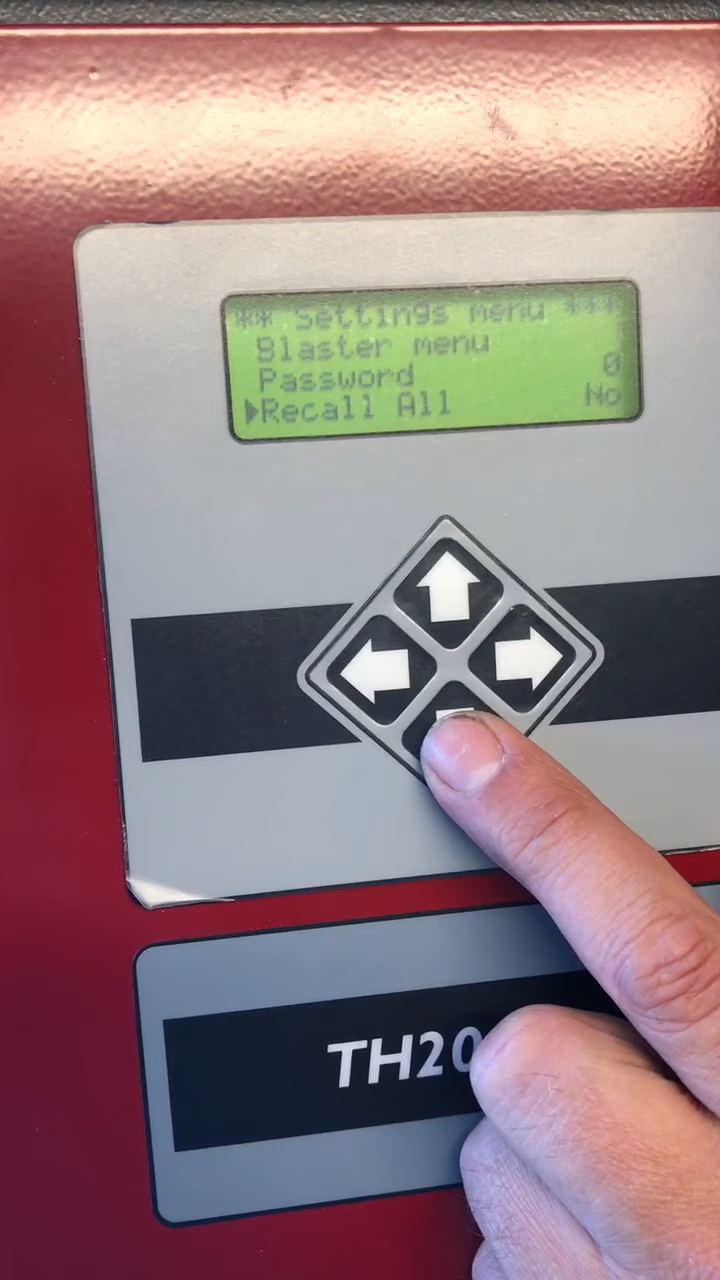 ** Settings menu ***
Blaster menu
Password 0
▶Recall All No
TH20